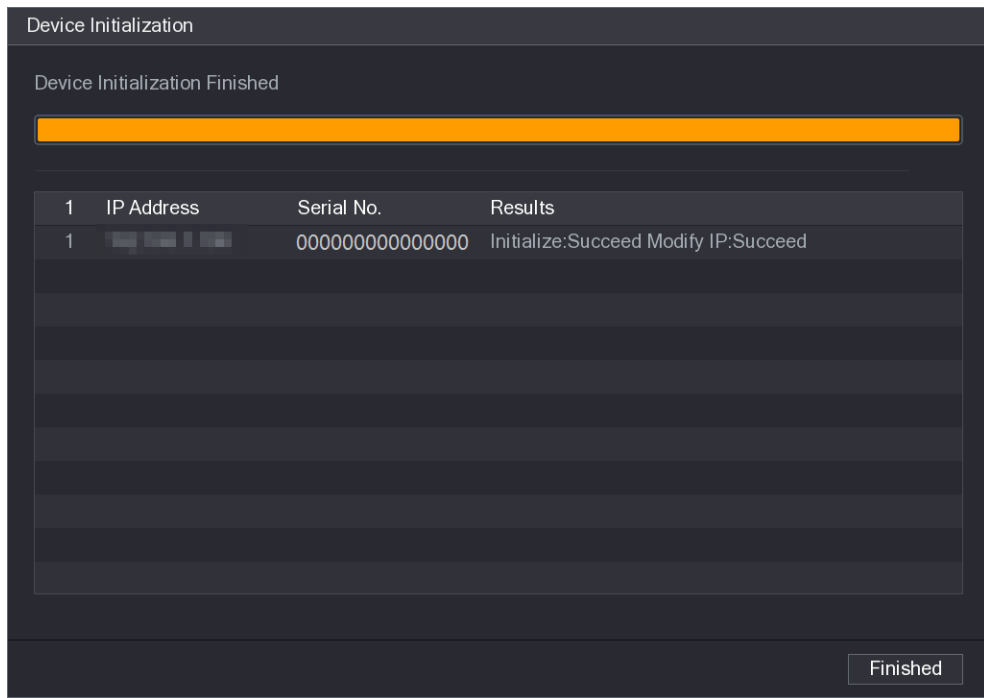 Device Initialization
Device Initialization Finished
1 IP Address Serial No. Results
1 000000000000000 Initialize:Succeed Modify IP:Succeed
Finished